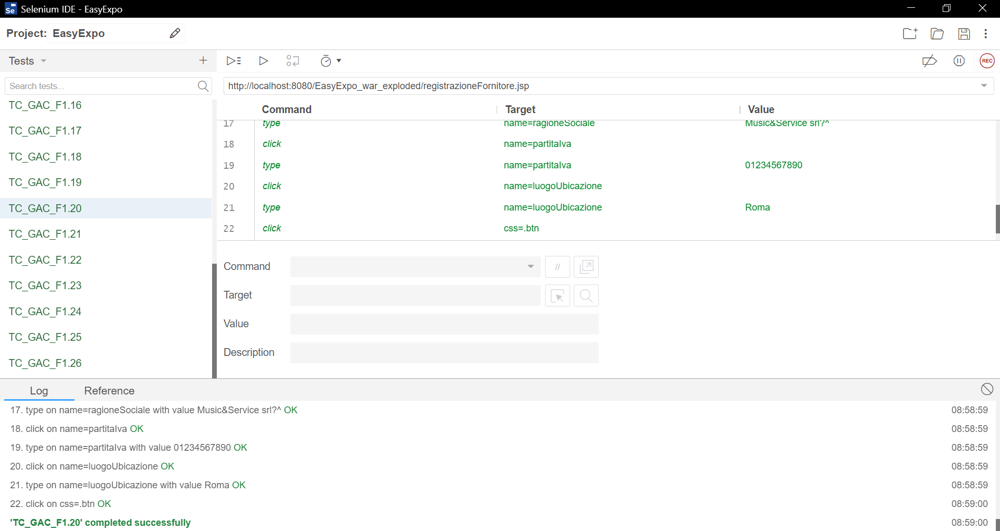 Se Selenium IDE - EasyExpo
Project: EasyExpo
Tests
Search tests...
TC_GAC_F1.16
TC_GAC_F1.17
TC_GAC_F1.18
TC_GAC_F1.19
TC_GAC_F1.20
TC_GAC_F1.21
TC_GAC_F1.22
TC_GAC_F1.23
TC_GAC_F1.24
TC_GAC_F1.25
TC_GAC_F1.26
REC
http://localhost:8080/EasyExpo_war_exploded/registrazioneFornitore.jsp
Command Target Value
17 type name=ragioneSociale Music&Service srl?^
18 click name=partitaIva
19 type name=partitaIva 01234567890
20 click name=luogoUbicazione
21 type name=luogoUbicazione Roma
22 click css=.btn
Command //
Target
Value
Description
Log Reference
17. type on name=ragioneSociale with value Music&Service srl?^ OK 08:58:59
18. click on name=partitaIva OK 08:58:59
19. type on name=partitaIva with value 01234567890 OK 08:58:59
20. click on name=luogoUbicazione OK 08:58:59
21. type on name=luogoUbicazione with value Roma OK 08:58:59
22. click on css=.btn OK 08:59:00
'TC_GAC_F1.20' completed successfully 08:59:00